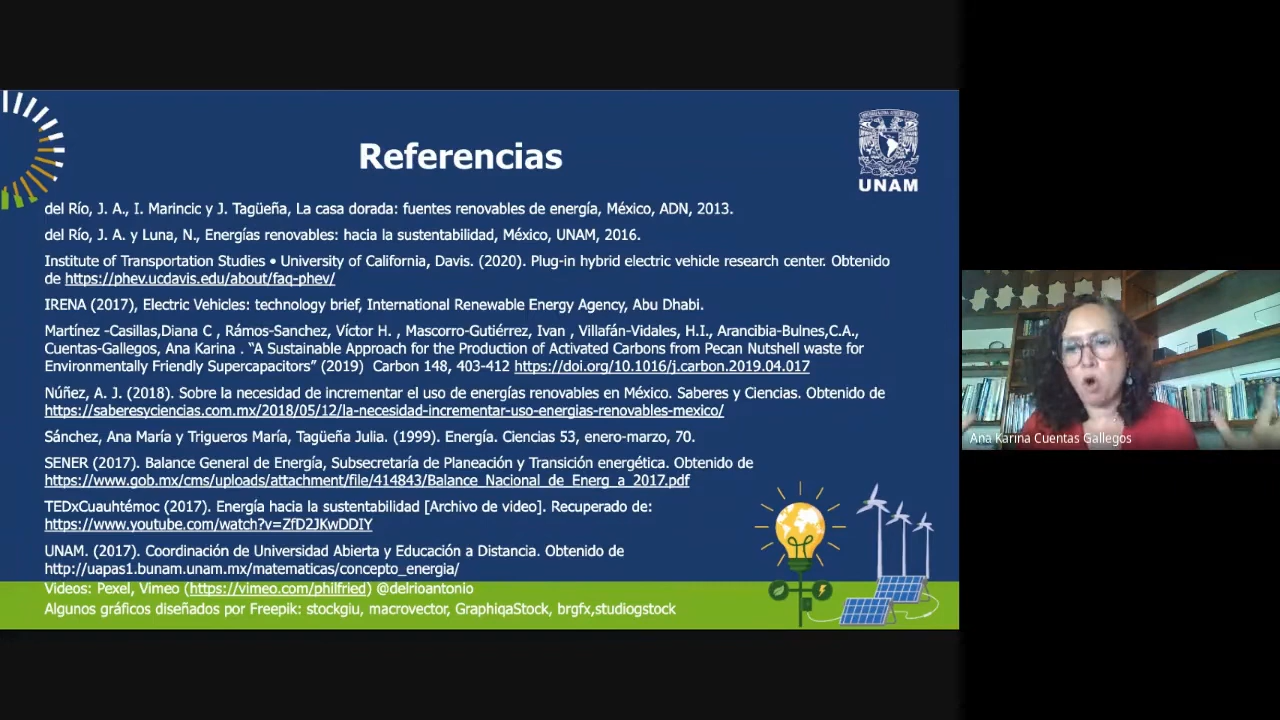 Referencias
UNAM
del Río, J. A., I. Marincic y J. Tagüeña, La casa dorada: fuentes renovables de energía, México, ADN, 2013.
del Río, J. A. y Luna, N., Energías renovables: hacia la sustentabilidad, México, UNAM, 2016.
Institute of Transportation Studies • University of California, Davis. (2020). Plug-in hybrid electric vehicle research center. Obtenido
de https://phev.ucdavis.edu/about/faq-phev/
IRENA (2017), Electric Vehicles: technology brief, International Renewable Energy Agency, Abu Dhabi.
Martínez -Casillas,Diana C , Rámos-Sanchez, Víctor H. , Mascorro-Gutiérrez, Ivan , Villafán-Vidales, H.I., Arancibia-Bulnes,C.A.,
Cuentas-Gallegos, Ana Karina . "A Sustainable Approach for the Production of Activated Carbons from Pecan Nutshell waste for
Environmentally Friendly Supercapacitors" (2019)  Carbon 148, 403-412 https://doi.org/10.1016/j.carbon.2019.04.017
Núñez, A. J. (2018). Sobre la necesidad de incrementar el uso de energías renovables en México. Saberes y Ciencias. Obtenido de
https://saberesyciencias.com.mx/2018/05/12/la-necesidad-incrementar-uso-energias-renovables-mexico/
Sánchez, Ana María y Trigueros María, Tagüeña Julia. (1999). Energía. Ciencias 53, enero-marzo, 70.
SENER (2017). Balance General de Energía, Subsecretaría de Planeación y Transición energética. Obtenido de
https://www.gob.mx/cms/uploads/attachment/file/414843/Balance_Nacional_de_Energ_a_2017.pdf
TEDxCuauhtémoc (2017). Energía hacia la sustentabilidad [Archivo de video]. Recuperado de:
https://www.youtube.com/watch?v=ZfD2JKwDDIY
UNAM. (2017). Coordinación de Universidad Abierta y Educación a Distancia. Obtenido de
http://uapas1.bunam.unam.mx/matematicas/concepto_energia/
Videos: Pexel, Vimeo (https://vimeo.com/philfried) @delrioantonio
Algunos gráficos diseñados por Freepik: stockgiu, macrovector, GraphiqaStock, brgfx,studiogstock
Ana Karina Cuentas Gallegos